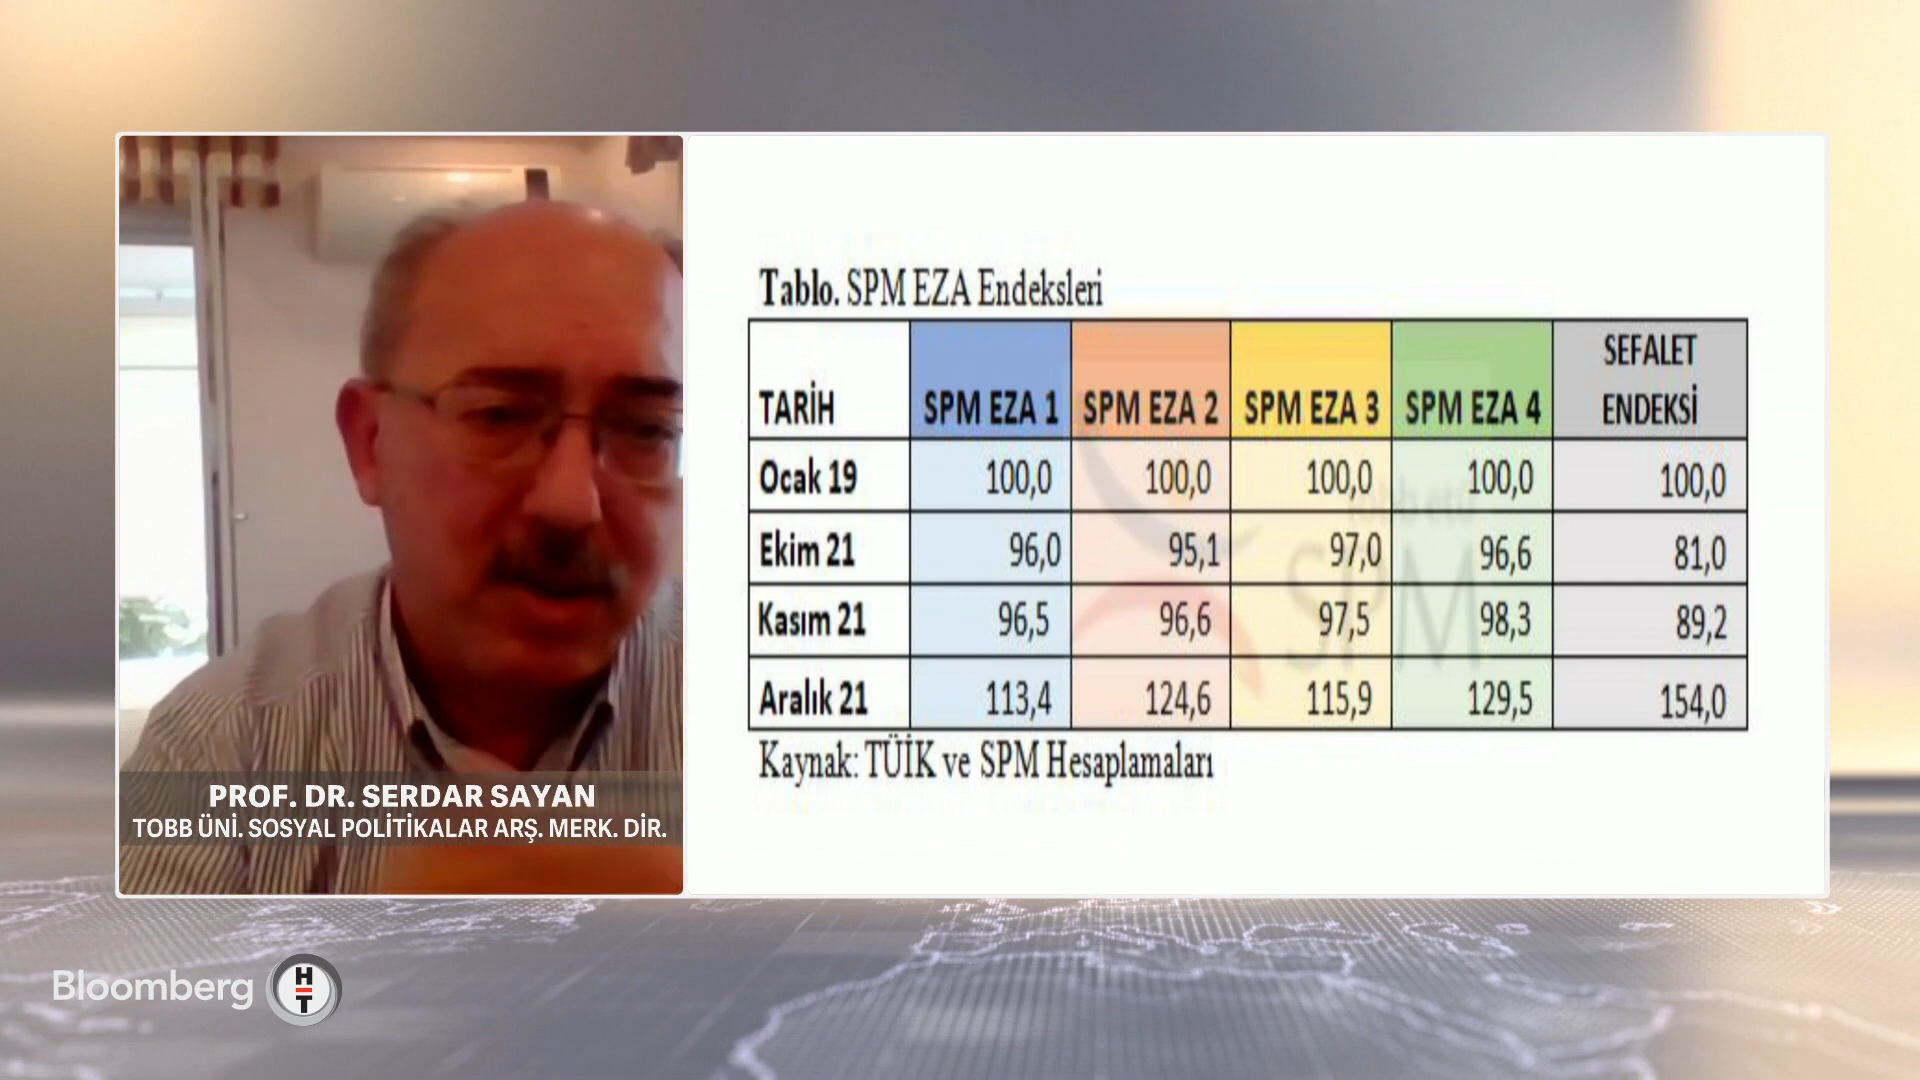 Tablo. SPM EZA Endeksleri
TARİH SPM EZA 1 SPM EZA 2 SPM EZA 3 SPM EZA 4 SEFALET ENDEKSİ
Ocak 19 100,0 100,0 100,0 100,0 100,0
Ekim 21 96,0 95,1 97,0 96,6 81,0
Kasım 21 96,5 96,6 97,5 98,3 89,2
Aralık 21 113,4 124,6 115,9 129,5 154,0
Kaynak: TÜİK ve SPM Hesaplamaları
tobb etü
SPM
PROF. DR. SERDAR SAYAN
TOBB ÜNİ. SOSYAL POLİTİKALAR ARŞ. MERK. DİR.
Bloomberg HT